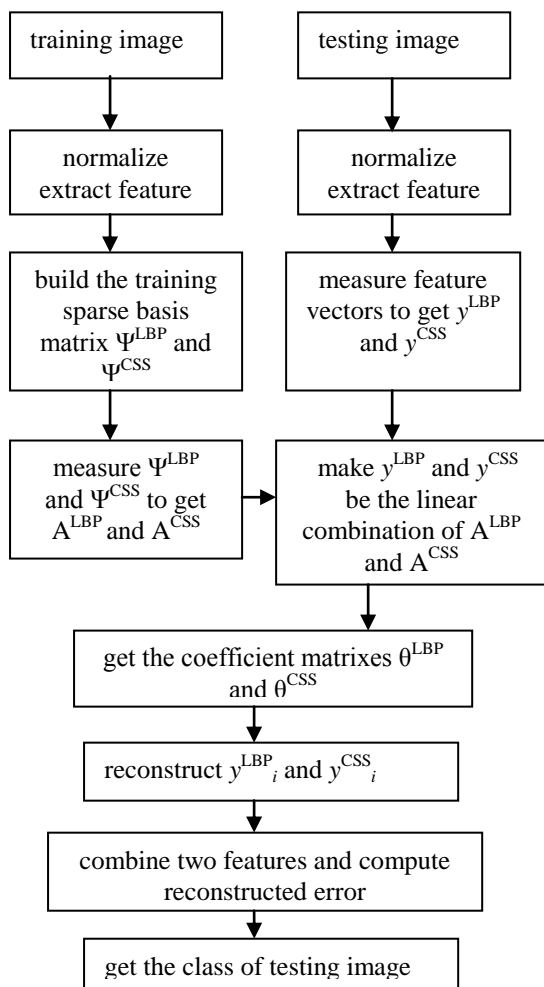 training image
testing image
normalize
extract feature
normalize
extract feature
build the training
sparse basis
matrix Ψ^LBP and
Ψ^CSS
measure feature
vectors to get y^LBP
and y^CSS
measure Ψ^LBP
and Ψ^CSS to get
A^LBP and A^CSS
make y^LBP and y^CSS
be the linear
combination of A^LBP
and A^CSS
get the coefficient matrixes θ^LBP
and θ^CSS
reconstruct y^LBP_i and y^CSS_i
combine two features and compute
reconstructed error
get the class of testing image